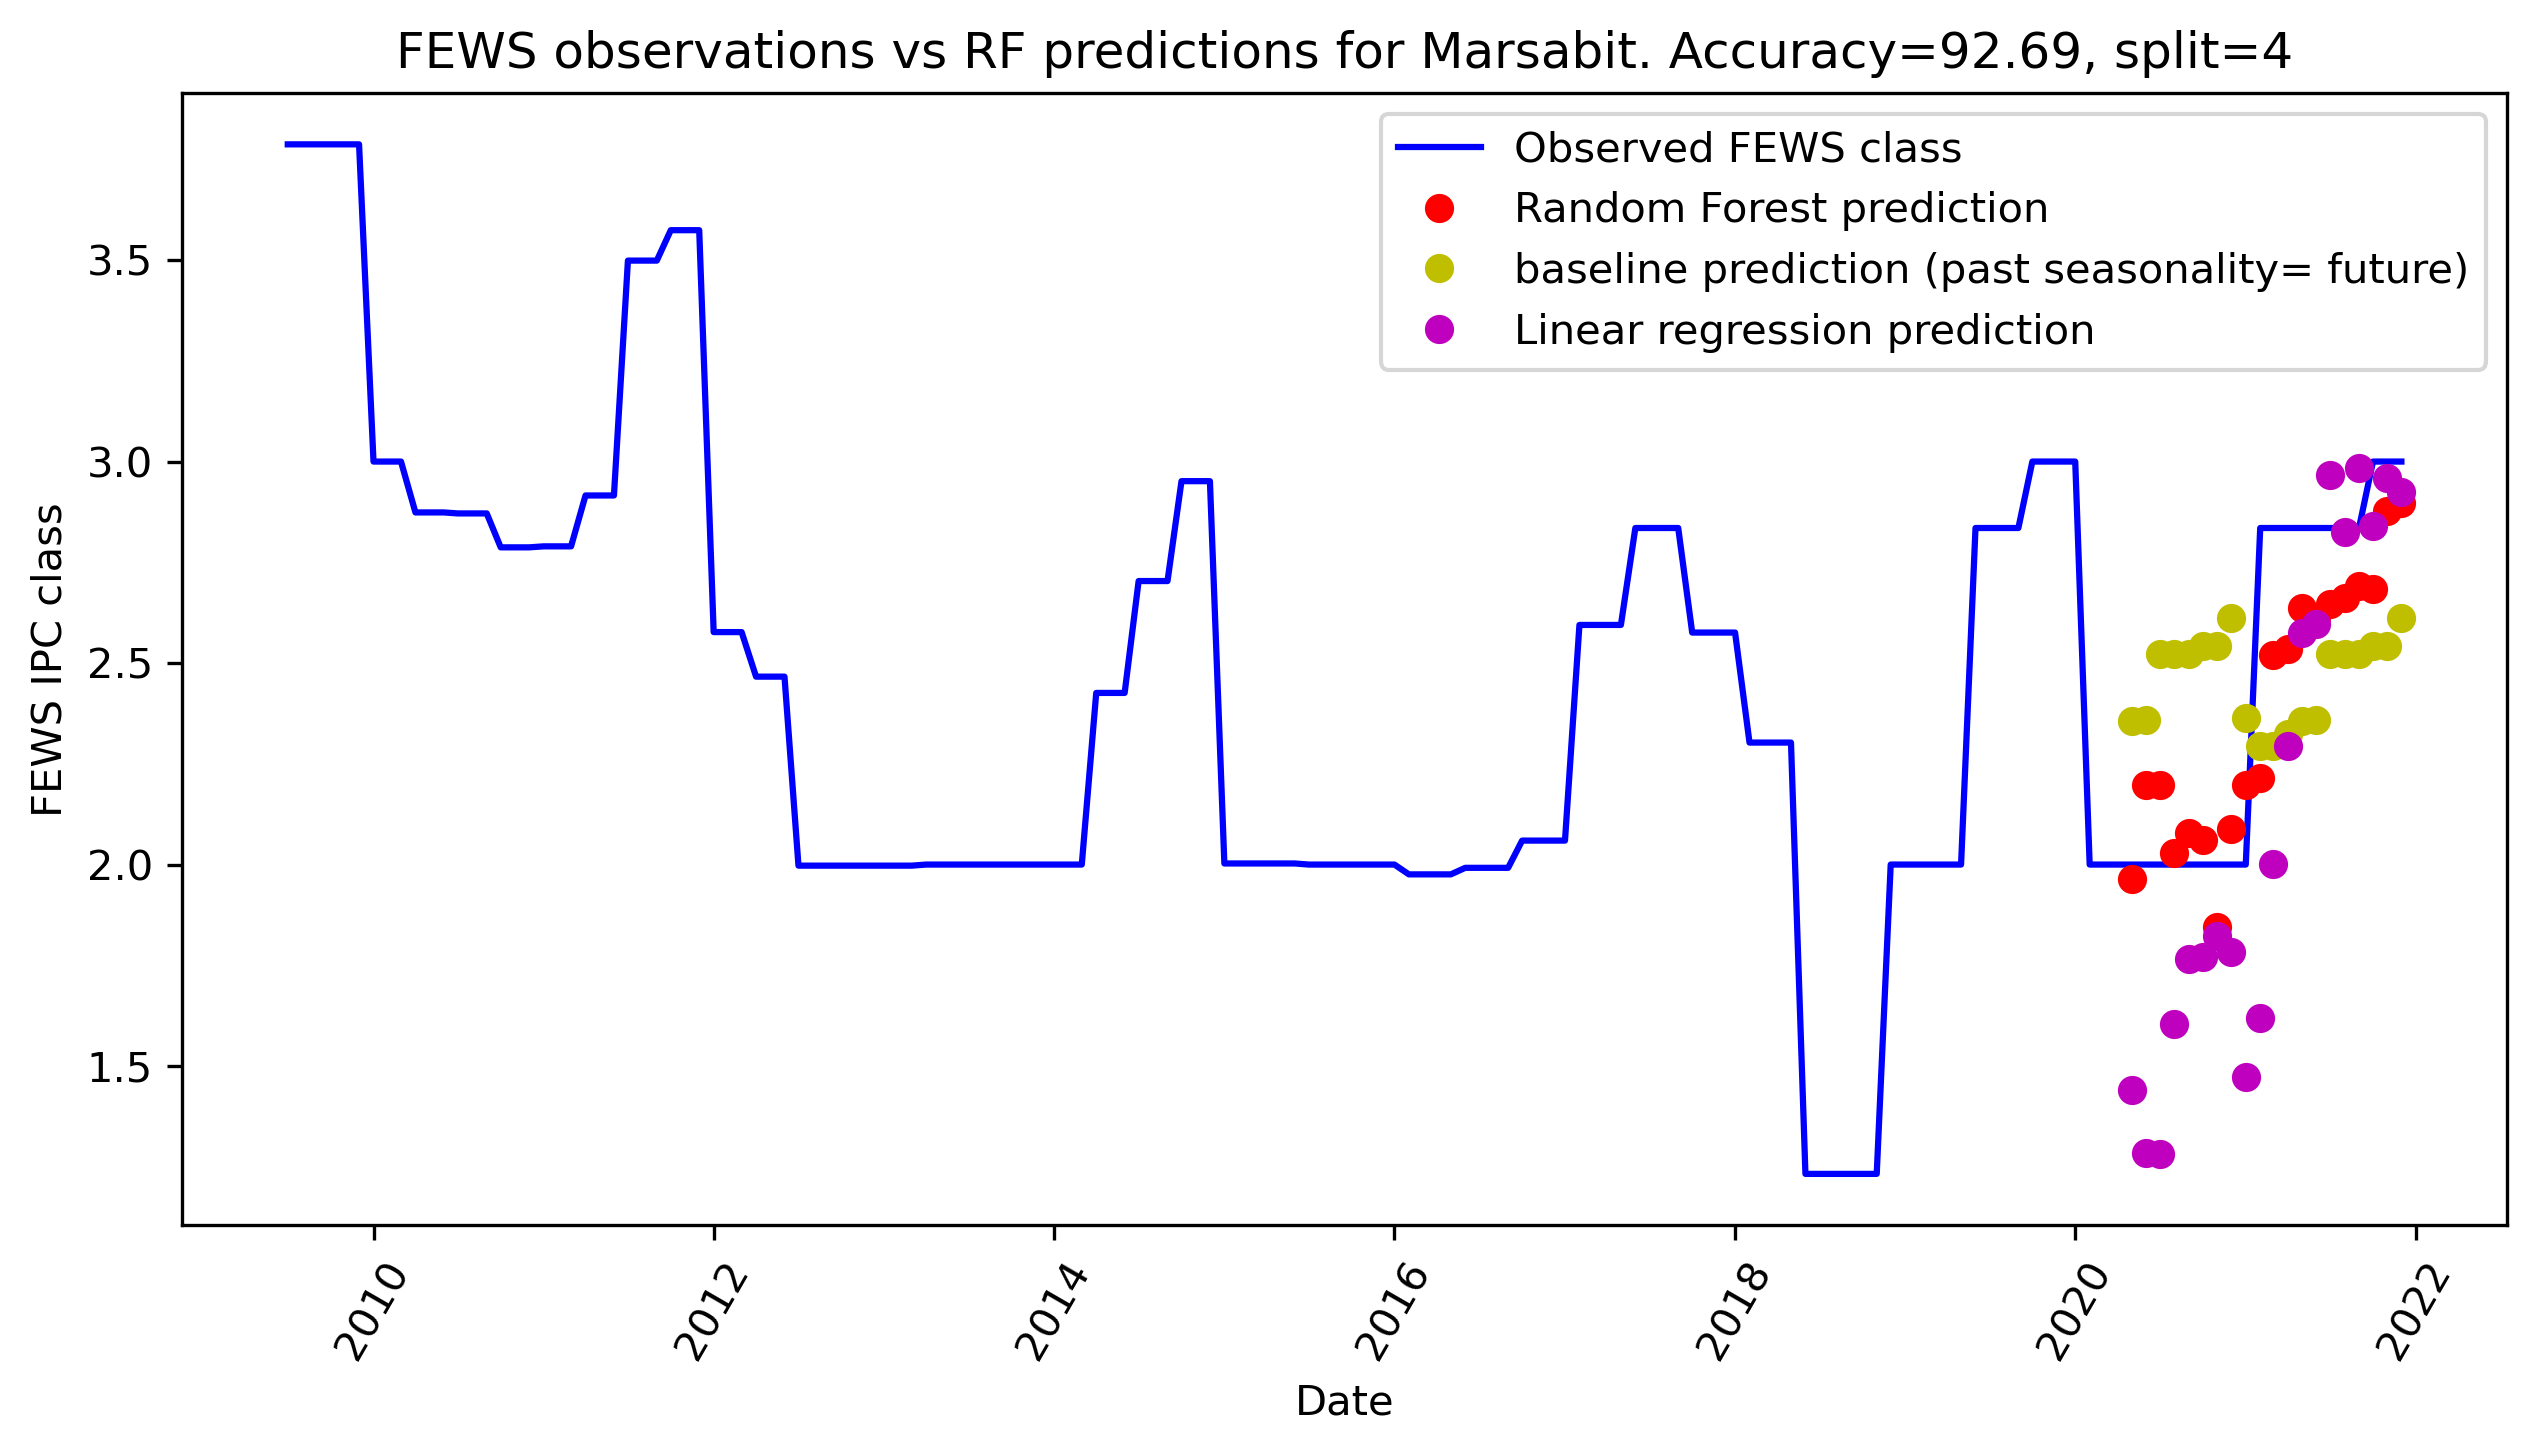 FEWS observations vs RF predictions for Marsabit. Accuracy=92.69, split=4
Observed FEWS class
Random Forest prediction
baseline prediction (past seasonality= future)
Linear regression prediction
FEWS IPC class
3.5
3.0
2.5
2.0
1.5
2010
2012
2014
2016
2018
2020
2022
Date